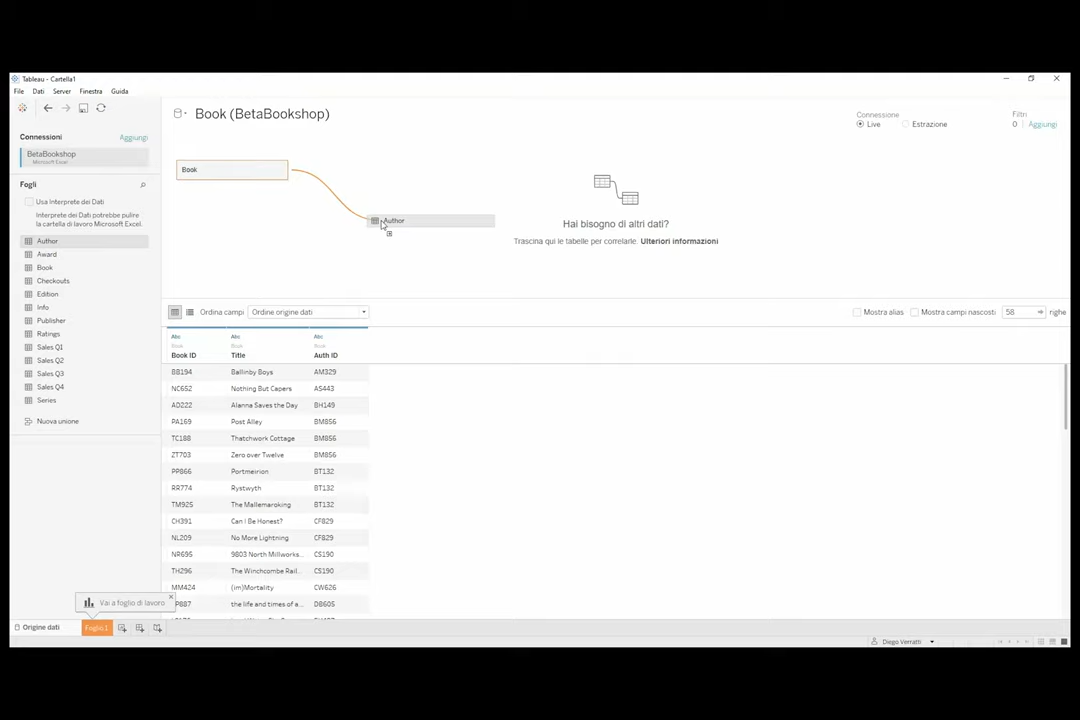 Tableau - Cartella1
File Dati Server Finestra Guida
Connessioni Aggiungi
BetaBookshop
Microsoft Excel
Fogli
Usa Interprete dei Dati
Interprete dei Dati potrebbe pulire
la cartella di lavoro Microsoft Excel.
Author
Award
Book
Checkouts
Edition
Info
Publisher
Ratings
Sales Q1
Sales Q2
Sales Q3
Sales Q4
Series
Nuova unione
Book (BetaBookshop)
Connessione
Live Estrazione
Filtri
0 Aggiungi
Book
Author
Hai bisogno di altri dati?
Trascina qui le tabelle per correlarle. Ulteriori informazioni
Ordina campi Ordine origine dati Mostra alias Mostra campi nascosti 58 righe
Abc Abc Abc
Book Book Book
Book ID Title Auth ID
BB194 Ballinby Boys AM329
NC652 Nothing But Capers AS443
AD222 Alanna Saves the Day BH149
PA169 Post Alley BM856
TC188 Thatchwork Cottage BM856
ZT703 Zero over Twelve BM856
PP866 Portmeirion BT132
RR774 Rystwyth BT132
TM925 The Mallemaroking BT132
CH391 Can I Be Honest? CF829
NL209 No More Lightning CF829
NR695 9803 North Millworks... CS190
TH296 The Winchcombe Rail... CS190
MM424 (im)Mortality CW626
P887 the life and times of a... DB605
Vai a foglio di lavoro
Origine dati Foglio 1
Diego Verratti